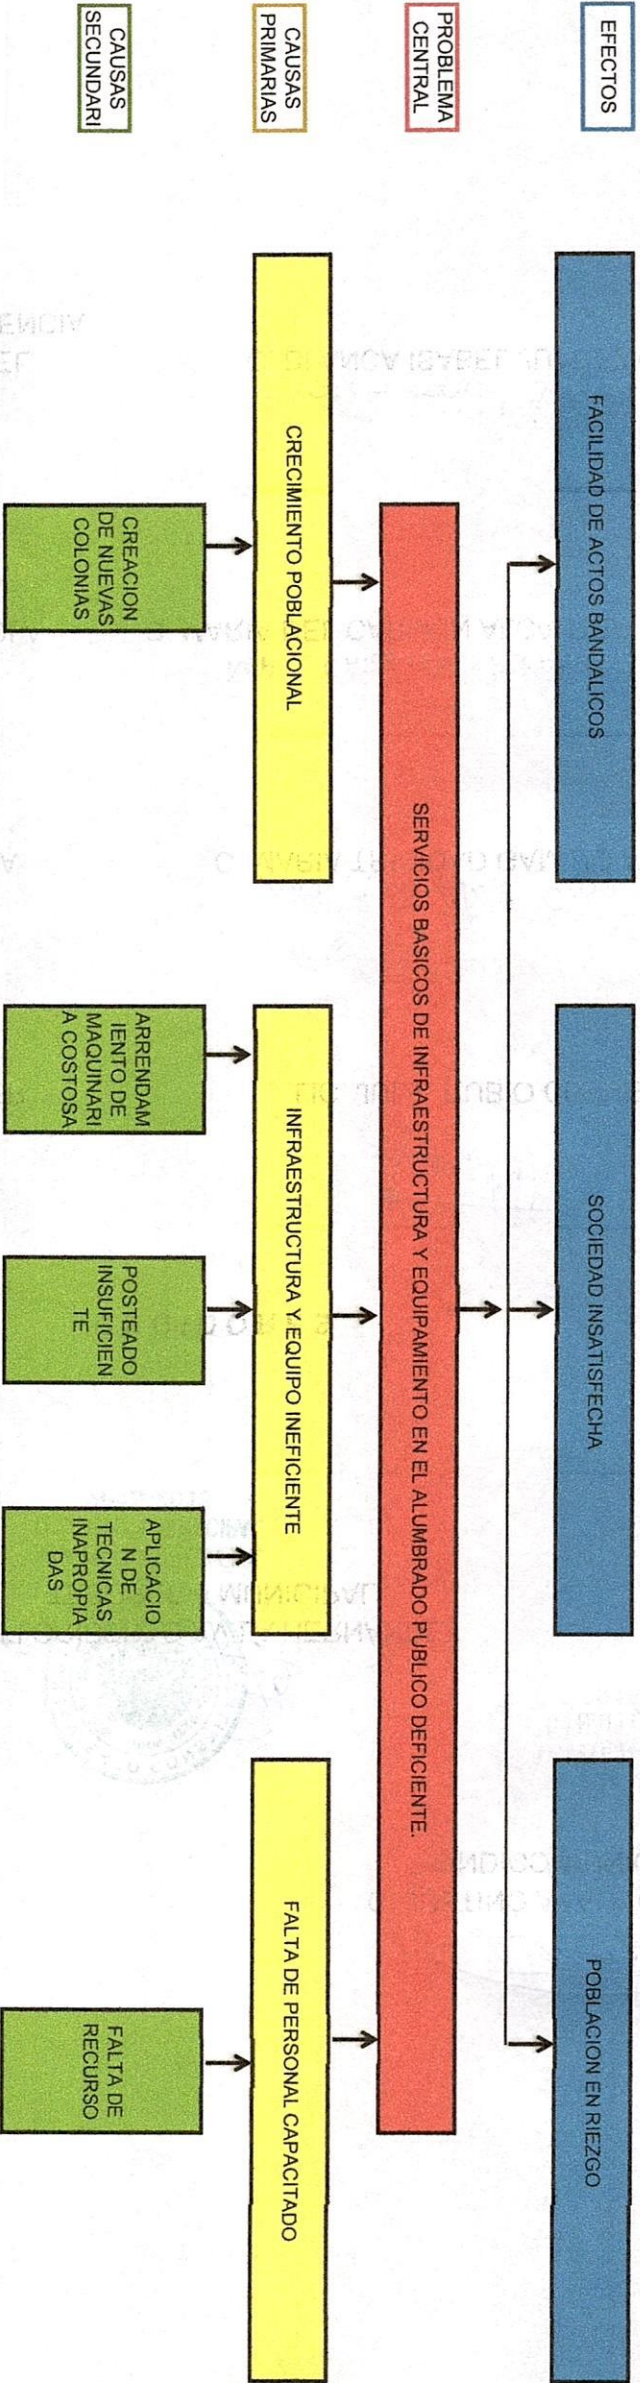 EFECTOS
FACILIDAD DE ACTOS BANDALICOS
SOCIEDAD INSATISFECHA
POBLACION EN RIEZGO
PROBLEMA
CENTRAL
SERVICIOS BASICOS DE INFRAESTRUCTURA Y EQUIPAMIENTO EN EL ALUMBRADO PUBLICO DEFICIENTE.
CAUSAS
PRIMARIAS
CRECIMIENTO POBLACIONAL
INFRAESTRUCTURA Y EQUIPO INEFICIENTE
FALTA DE PERSONAL CAPACITADO
CAUSAS
SECUNDARI
CREACION
DE NUEVAS
COLONIAS
ARRENDAM
IENTO DE
MAQUINARI
A COSTOSA
POSTEADO
INSUFICIEN
TE
APLICACIO
N DE
TECNICAS
INAPROPIA
DAS
FALTA DE
RECURSO